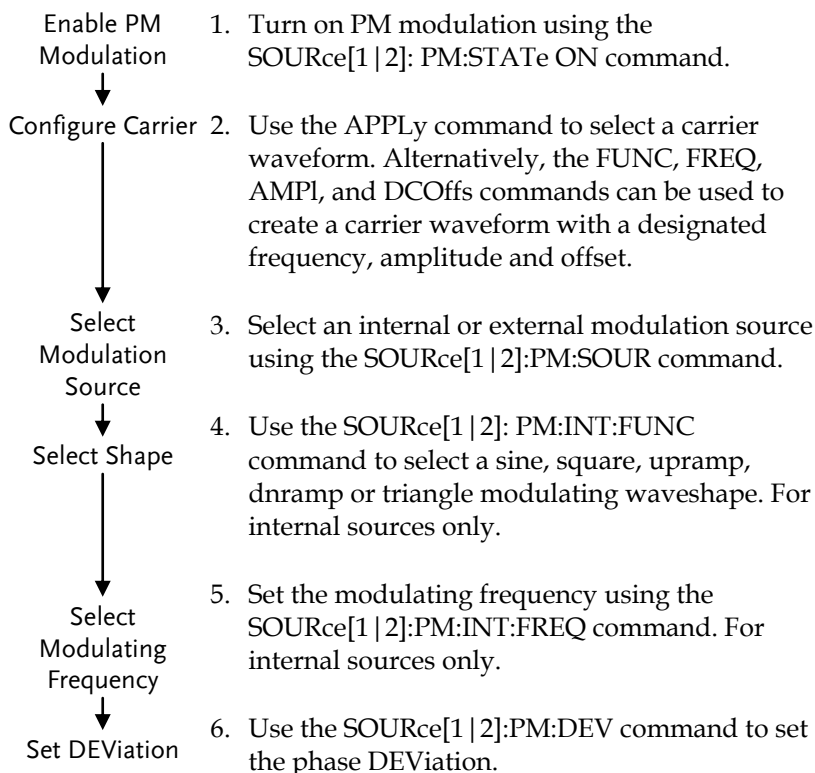 Enable PM
Modulation
1. Turn on PM modulation using the
SOURce[1|2]: PM:STATe ON command.
Configure Carrier
2. Use the APPLy command to select a carrier
waveform. Alternatively, the FUNC, FREQ,
AMPl, and DCOffs commands can be used to
create a carrier waveform with a designated
frequency, amplitude and offset.
Select
Modulation
Source
3. Select an internal or external modulation source
using the SOURce[1|2]:PM:SOUR command.
Select Shape
4. Use the SOURce[1|2]: PM:INT:FUNC
command to select a sine, square, upramp,
dnramp or triangle modulating waveshape. For
internal sources only.
Select
Modulating
Frequency
5. Set the modulating frequency using the
SOURce[1|2]:PM:INT:FREQ command. For
internal sources only.
Set DEViation
6. Use the SOURce[1|2]:PM:DEV command to set
the phase DEViation.